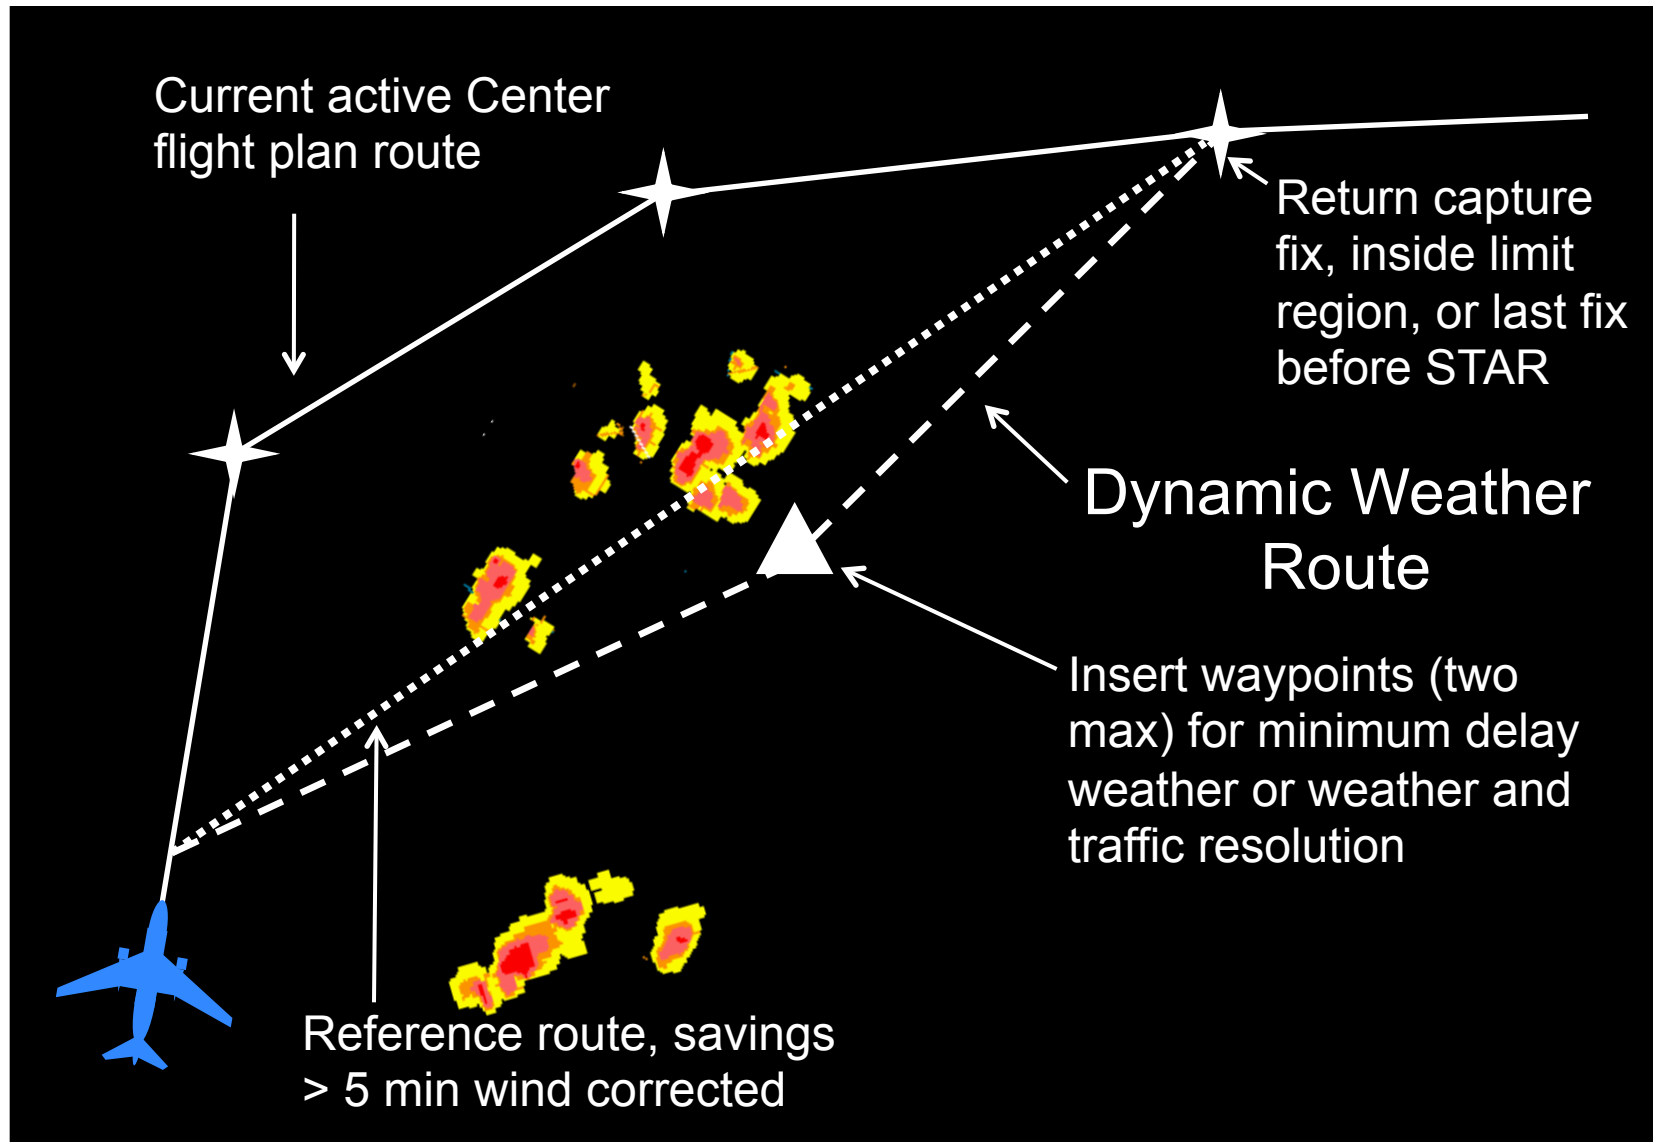 Current active Center
flight plan route
Return capture
fix, inside limit
region, or last fix
before STAR
Dynamic Weather
Route
Insert waypoints (two
max) for minimum delay
weather or weather and
traffic resolution
Reference route, savings
> 5 min wind corrected